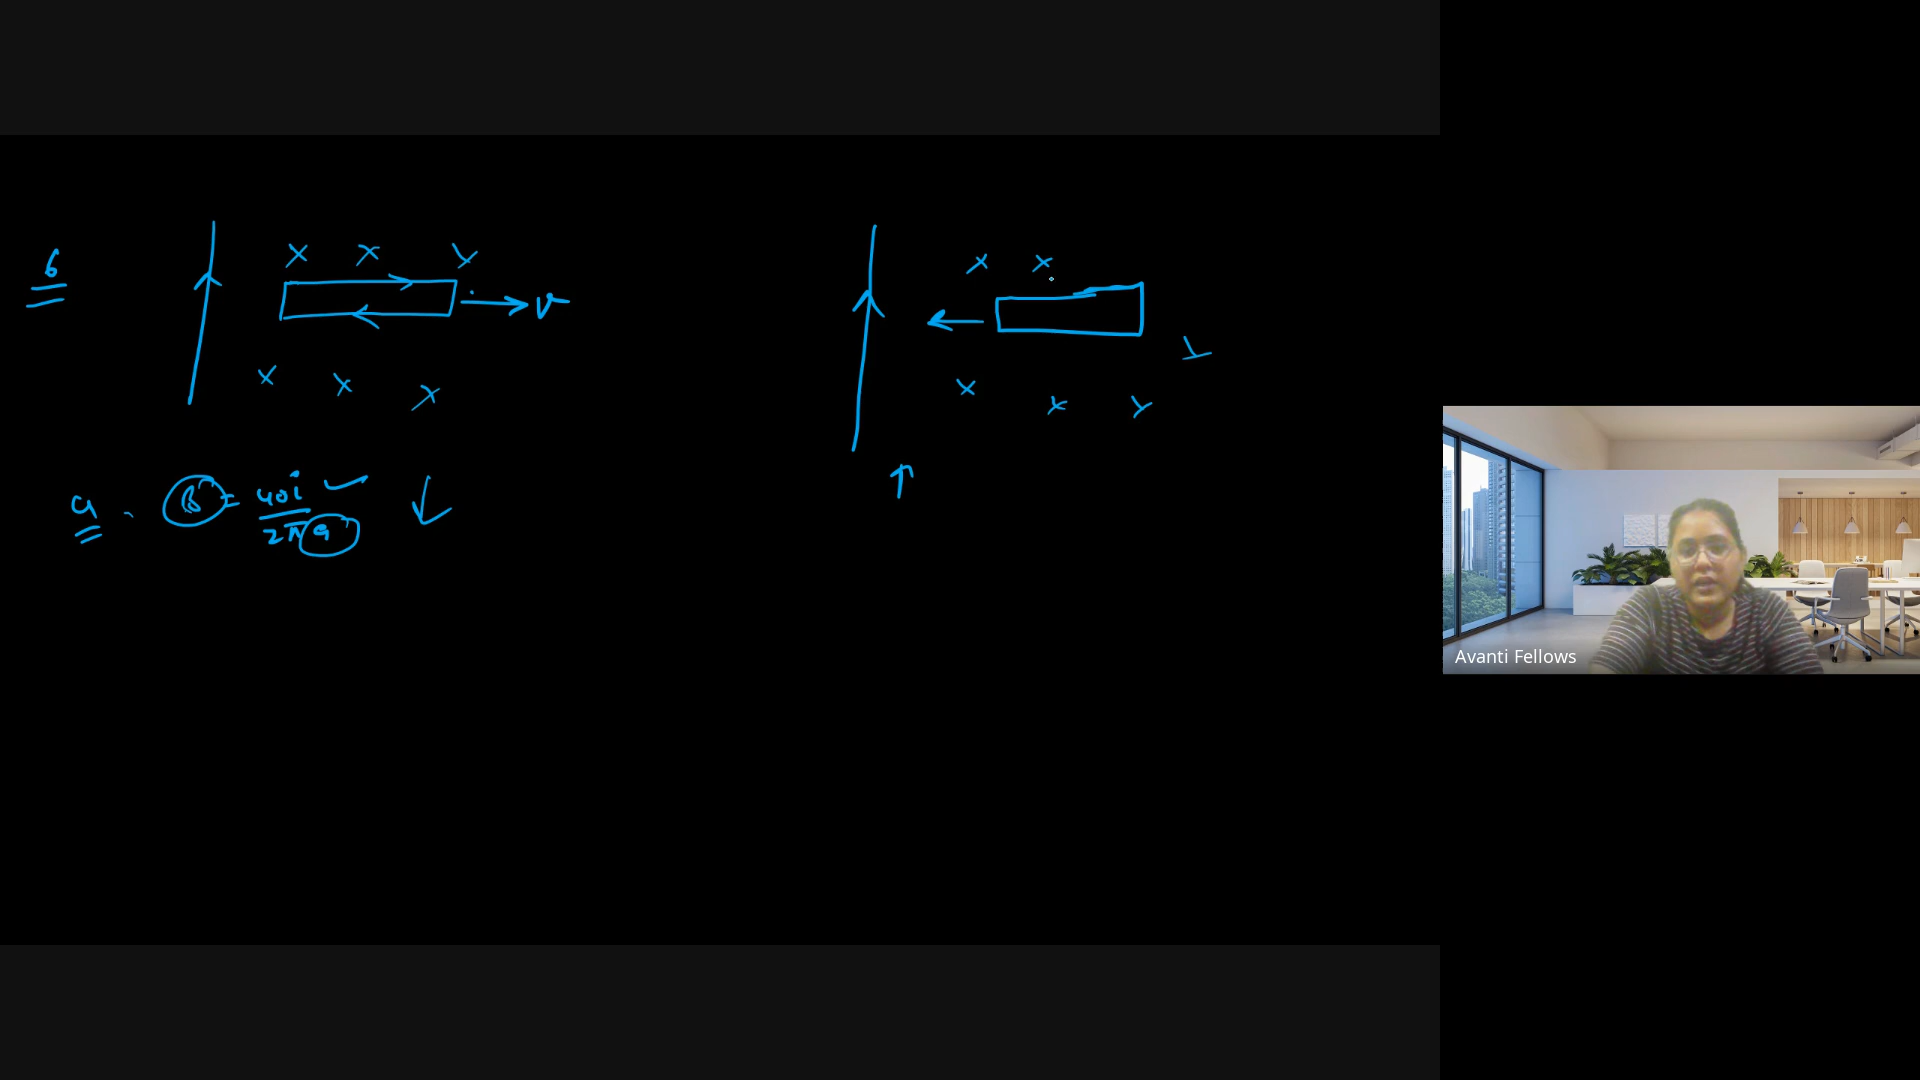 6
x x x
v
x x x
x x
x x x
a. B = μ0i / 2πa ↓
↑
Avanti Fellows